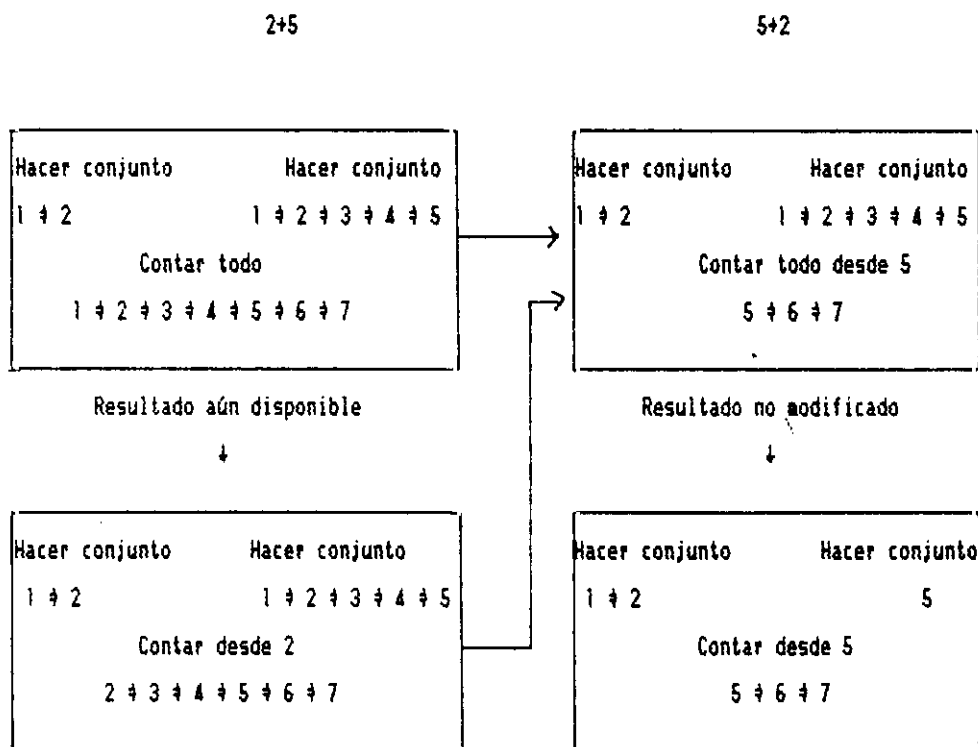 2+5 5+2
Hacer conjunto Hacer conjunto
1 → 2 1 → 2 → 3 → 4 → 5
Contar todo
1 → 2 → 3 → 4 → 5 → 6 → 7
Hacer conjunto Hacer conjunto
1 → 2 1 → 2 → 3 → 4 → 5
Contar todo desde 5
5 → 6 → 7
Resultado aún disponible
↓
Resultado no modificado
↓
Hacer conjunto Hacer conjunto
1 → 2 1 → 2 → 3 → 4 → 5
Contar desde 2
2 → 3 → 4 → 5 → 6 → 7
Hacer conjunto Hacer conjunto
1 → 2 5
Contar desde 5
5 → 6 → 7